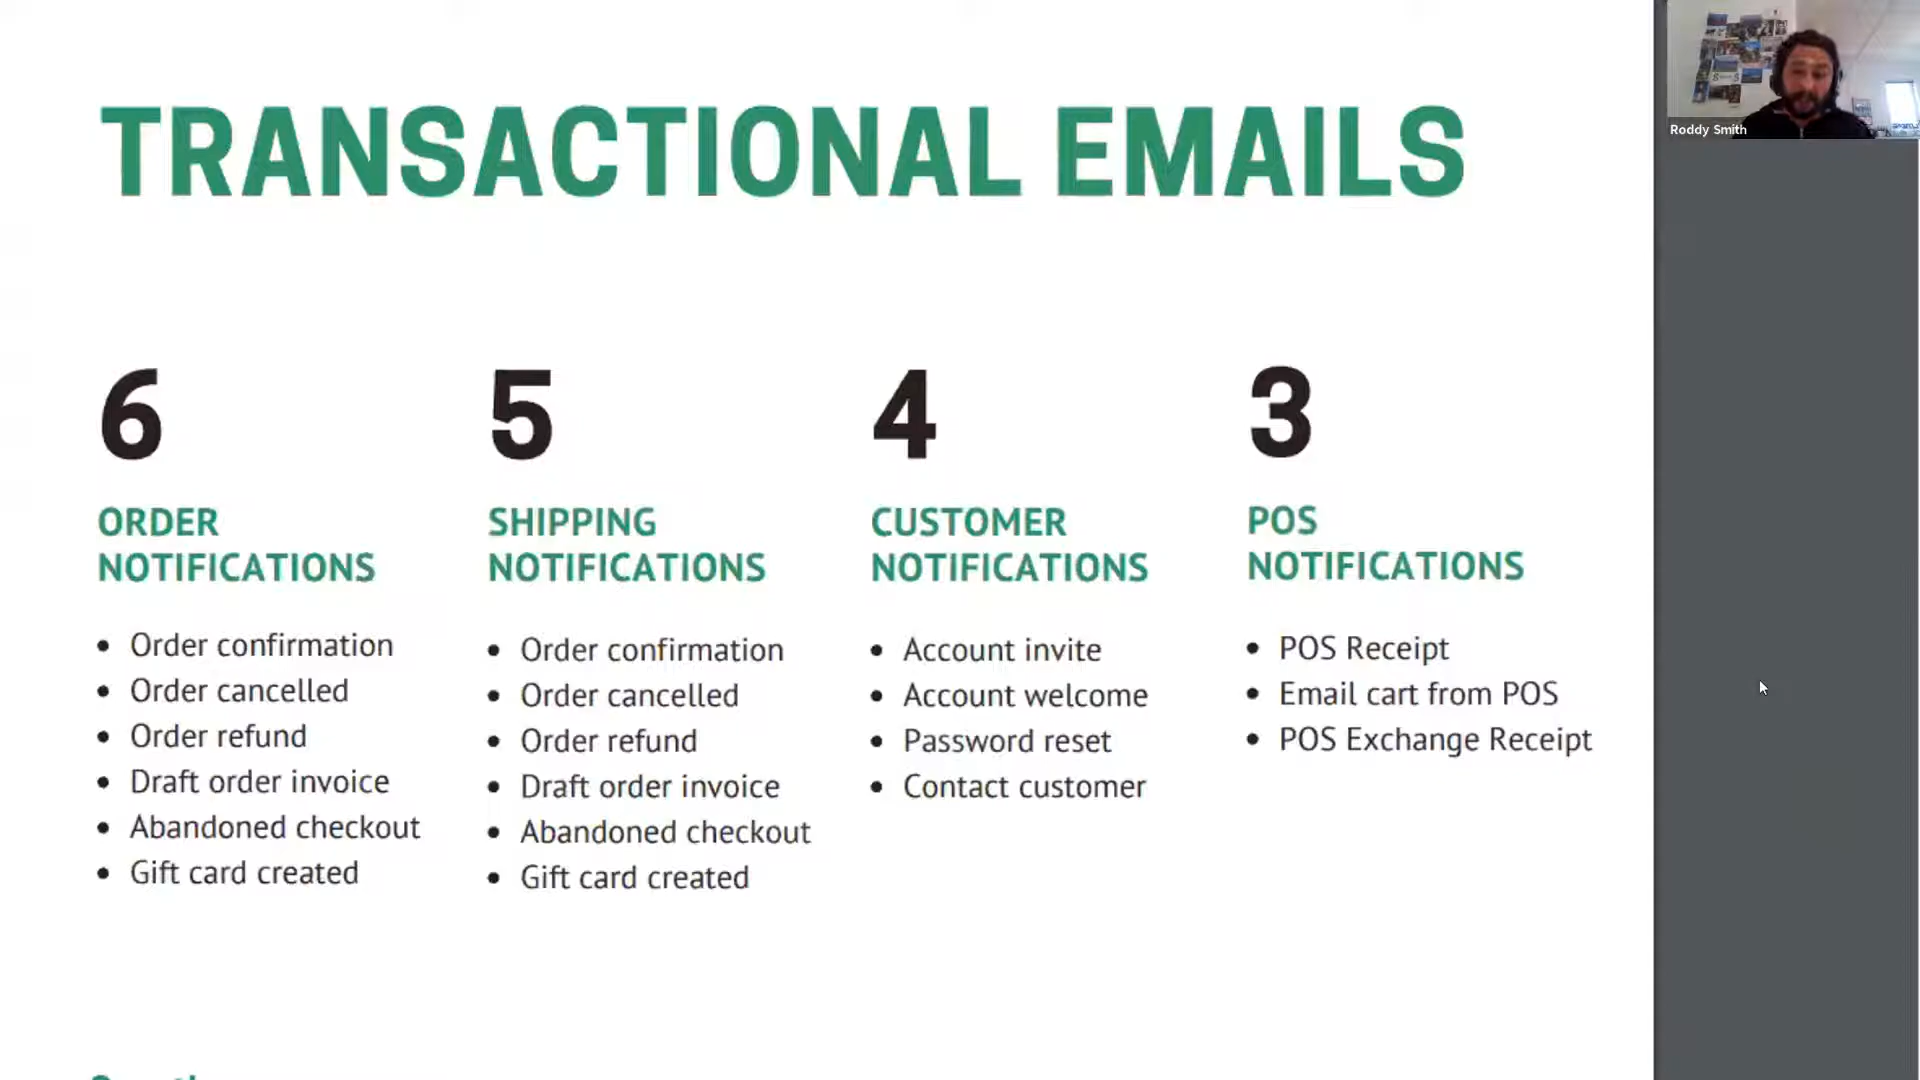 TRANSACTIONAL EMAILS
Roddy Smith
6
ORDER
NOTIFICATIONS
• Order confirmation
• Order cancelled
• Order refund
• Draft order invoice
• Abandoned checkout
• Gift card created
5
SHIPPING
NOTIFICATIONS
• Order confirmation
• Order cancelled
• Order refund
• Draft order invoice
• Abandoned checkout
• Gift card created
4
CUSTOMER
NOTIFICATIONS
• Account invite
• Account welcome
• Password reset
• Contact customer
3
POS
NOTIFICATIONS
• POS Receipt
• Email cart from POS
• POS Exchange Receipt